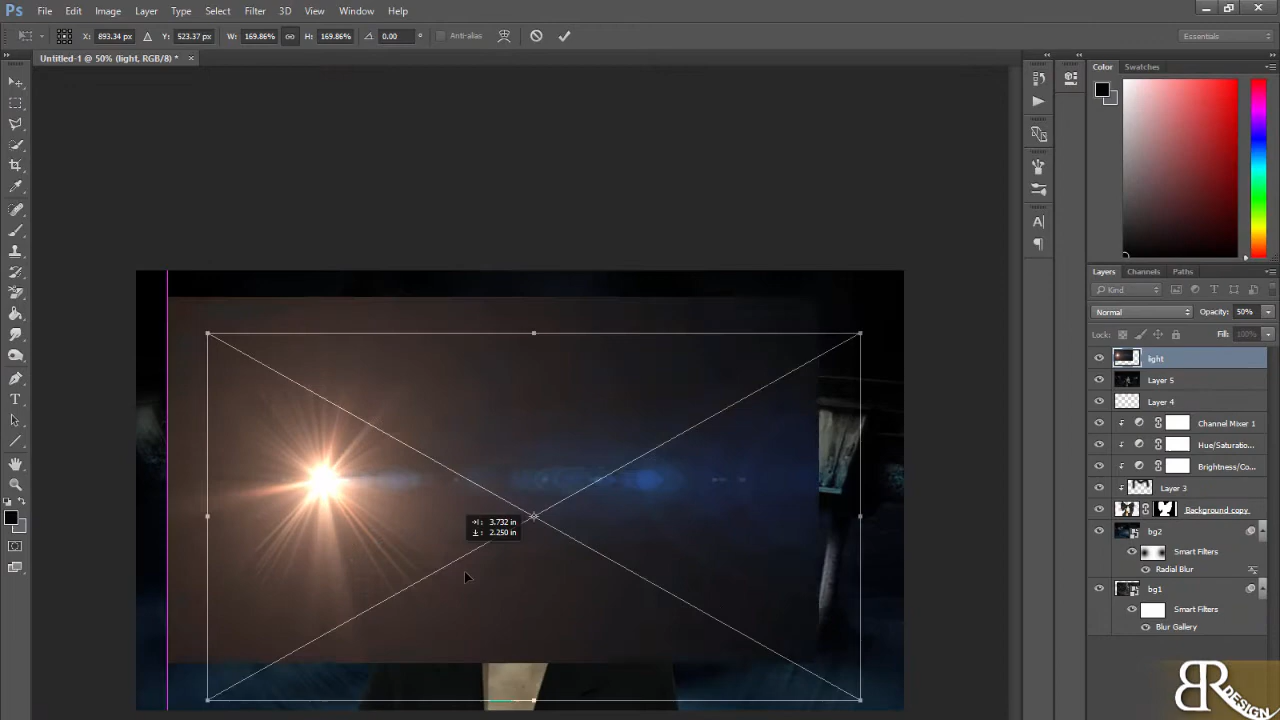 Ps File Edit Image Layer Type Select Filter 3D View Window Help
X: 893.34 px Y: 523.37 px W: 169.86% H: 169.86% 0.00 ° Anti-alias Essentials
Untitled-1 @ 50% (light, RGB/8) * ×
Color Swatches
Layers Channels Paths
Kind
Normal Opacity: 50%
Lock: Fill: 100%
light
Layer 5
Layer 4
Channel Mixer 1
Hue/Saturatio...
Brightness/Co...
Layer 3
Background copy
bg2
Smart Filters
Radial Blur
bg1
Smart Filters
Blur Gallery
3.732 in
2.250 in
BR
DESIGN